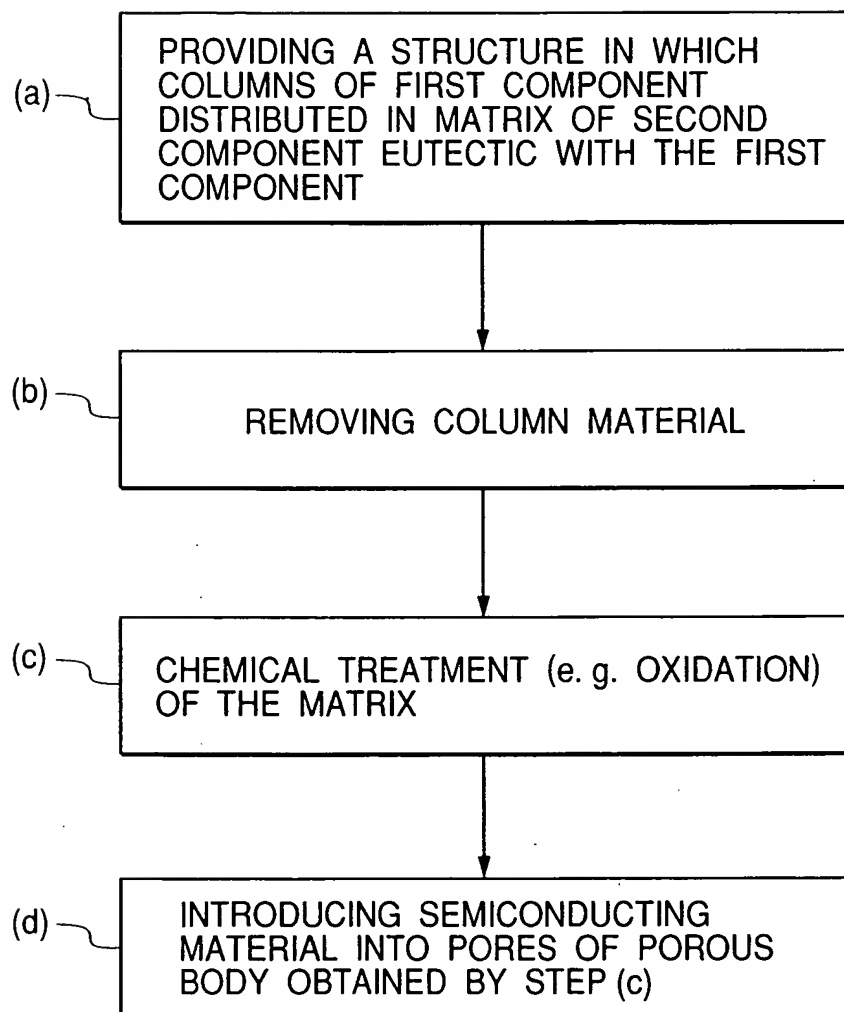 (a)
PROVIDING A STRUCTURE IN WHICH
COLUMNS OF FIRST COMPONENT
DISTRIBUTED IN MATRIX OF SECOND
COMPONENT EUTECTIC WITH THE FIRST
COMPONENT
(b)
REMOVING COLUMN MATERIAL
(c)
CHEMICAL TREATMENT (e. g. OXIDATION)
OF THE MATRIX
(d)
INTRODUCING SEMICONDUCTING
MATERIAL INTO PORES OF POROUS
BODY OBTAINED BY STEP (c)